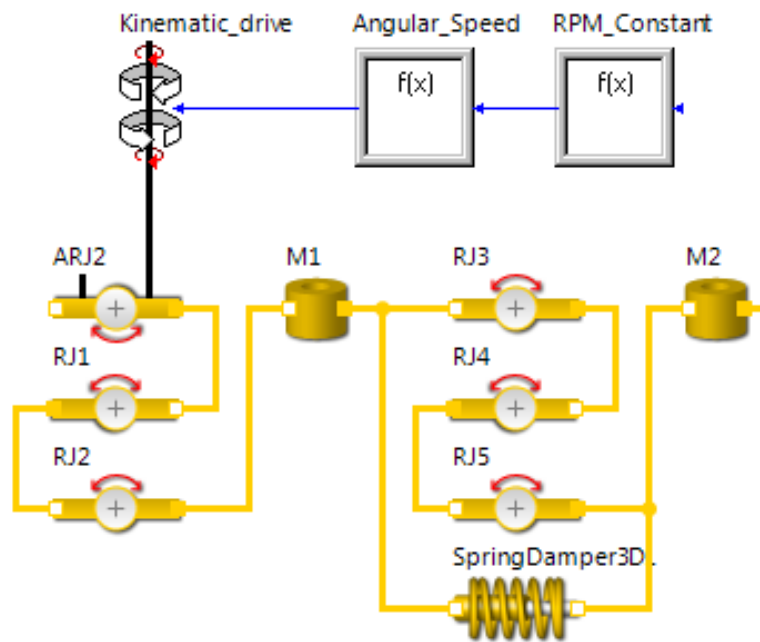 Kinematic_drive Angular_Speed RPM_Constant
f(x) f(x)
ARJ2 M1 RJ3 M2
RJ1 RJ4
RJ2 RJ5
SpringDamper3D